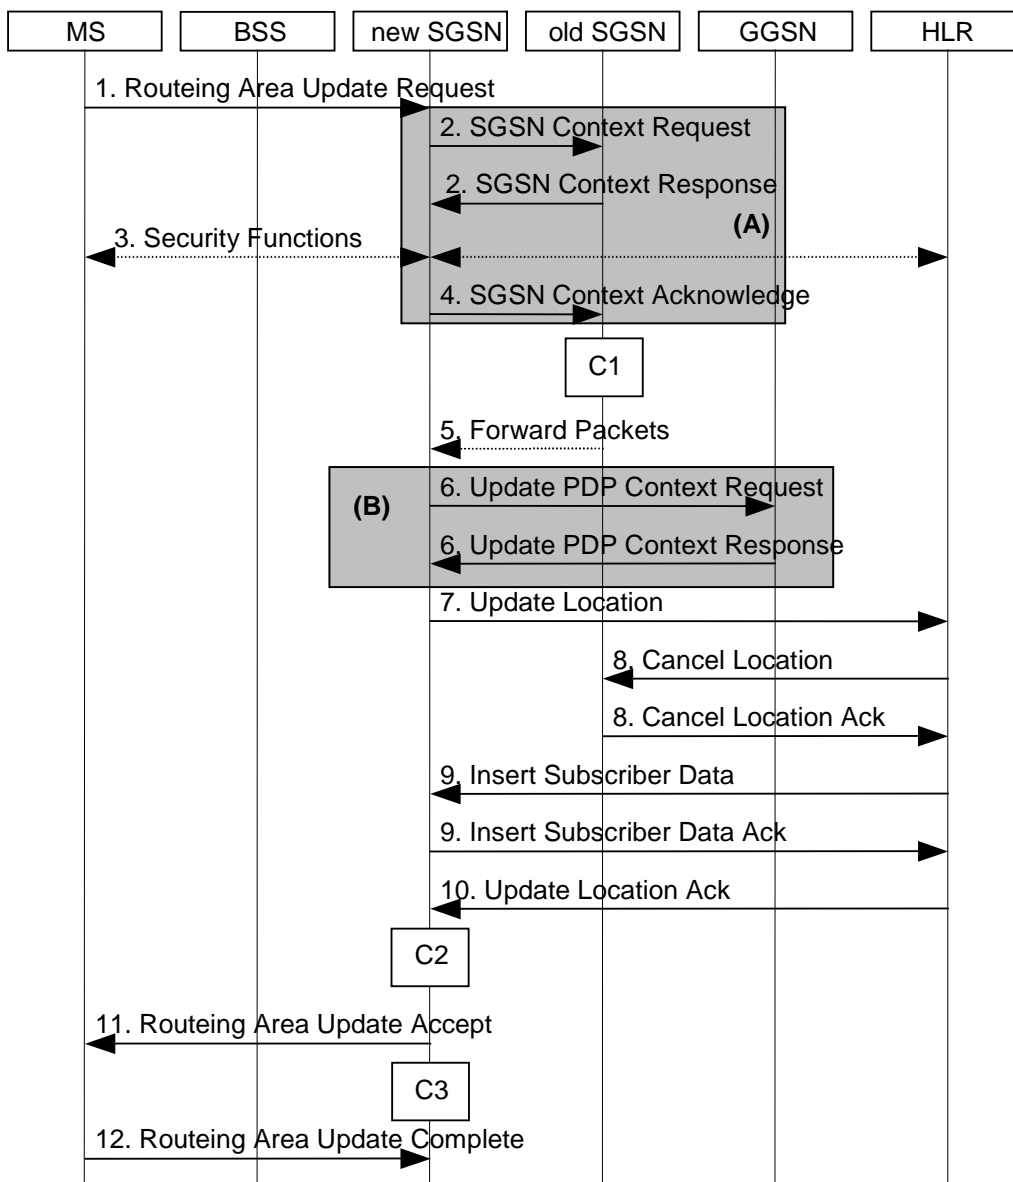 MS
BSS
new SGSN
old SGSN
GGSN
HLR
1. Routeing Area Update Request
2. SGSN Context Request
2. SGSN Context Response
(A)
3. Security Functions
4. SGSN Context Acknowledge
C1
5. Forward Packets
6. Update PDP Context Request
(B)
6. Update PDP Context Response
7. Update Location
8. Cancel Location
8. Cancel Location Ack
9. Insert Subscriber Data
9. Insert Subscriber Data Ack
10. Update Location Ack
C2
11. Routeing Area Update Accept
C3
12. Routeing Area Update Complete